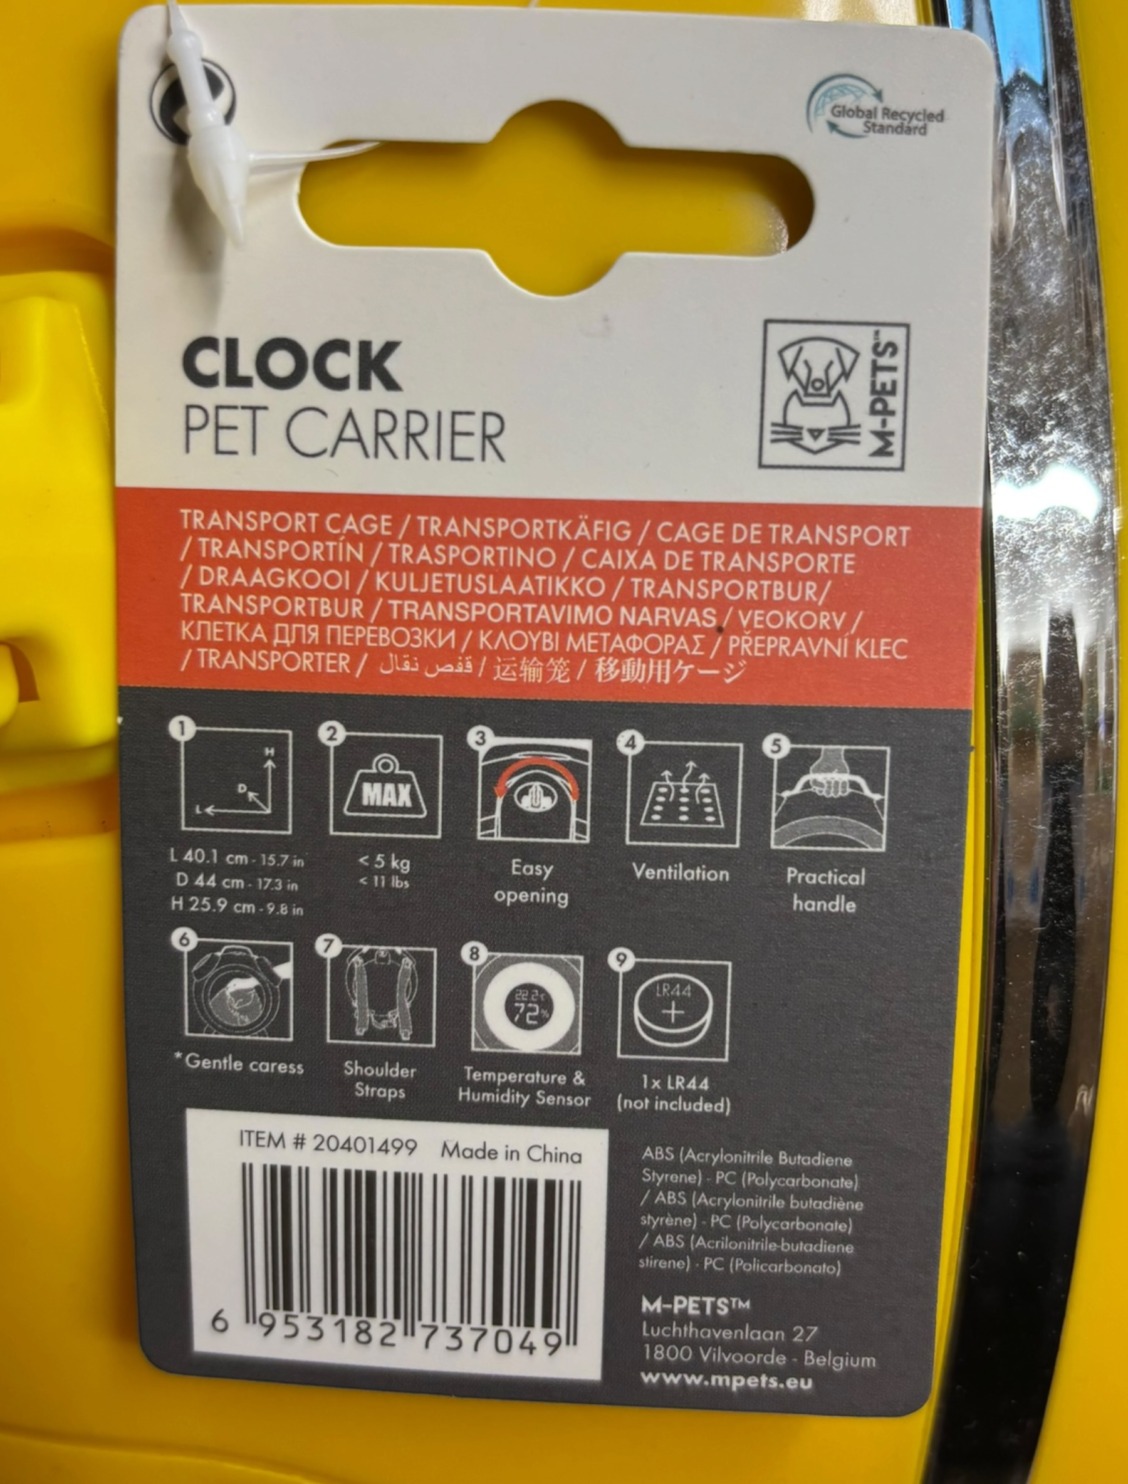 Global Recycled
Standard
CLOCK
PET CARRIER
M-PETS™
TRANSPORT CAGE / TRANSPORTKÄFIG / CAGE DE TRANSPORT
/ TRANSPORTÍN / TRASPORTINO / CAIXA DE TRANSPORTE
/ DRAAGKOOI / KULJETUSLAATIKKO / TRANSPORTBUR/
TRANSPORTBUR / TRANSPORTAVIMO NARVAS / VEOKORV /
КЛЕТКА ДЛЯ ПЕРЕВОЗКИ / ΚΛΟΥΒΙ ΜΕΤΑΦΟΡΑΣ / PŘEPRAVNÍ KLEC
/ TRANSPORTER / قفص نقال / 运输笼 / 移動用ケージ
1 2 3 4 5
H
D
L
MAX
L 40.1 cm - 15.7 in
D 44 cm - 17.3 in
H 25.9 cm - 9.8 in
< 5 kg
< 11 lbs
Easy
opening
Ventilation
Practical
handle
6 7 8 9
22.2°c
72%
LR44
+
*Gentle caress
Shoulder
Straps
Temperature &
Humidity Sensor
1x LR44
(not included)
ITEM # 20401499 Made in China
6 953182 737049
ABS (Acrylonitrile Butadiene
Styrene) - PC (Polycarbonate)
/ ABS (Acrylonitrile butadiène
styrène) - PC (Polycarbonate)
/ ABS (Acrilonitrile-butadiene
stirene) - PC (Policarbonato)
M-PETS™
Luchthavenlaan 27
1800 Vilvoorde - Belgium
www.mpets.eu